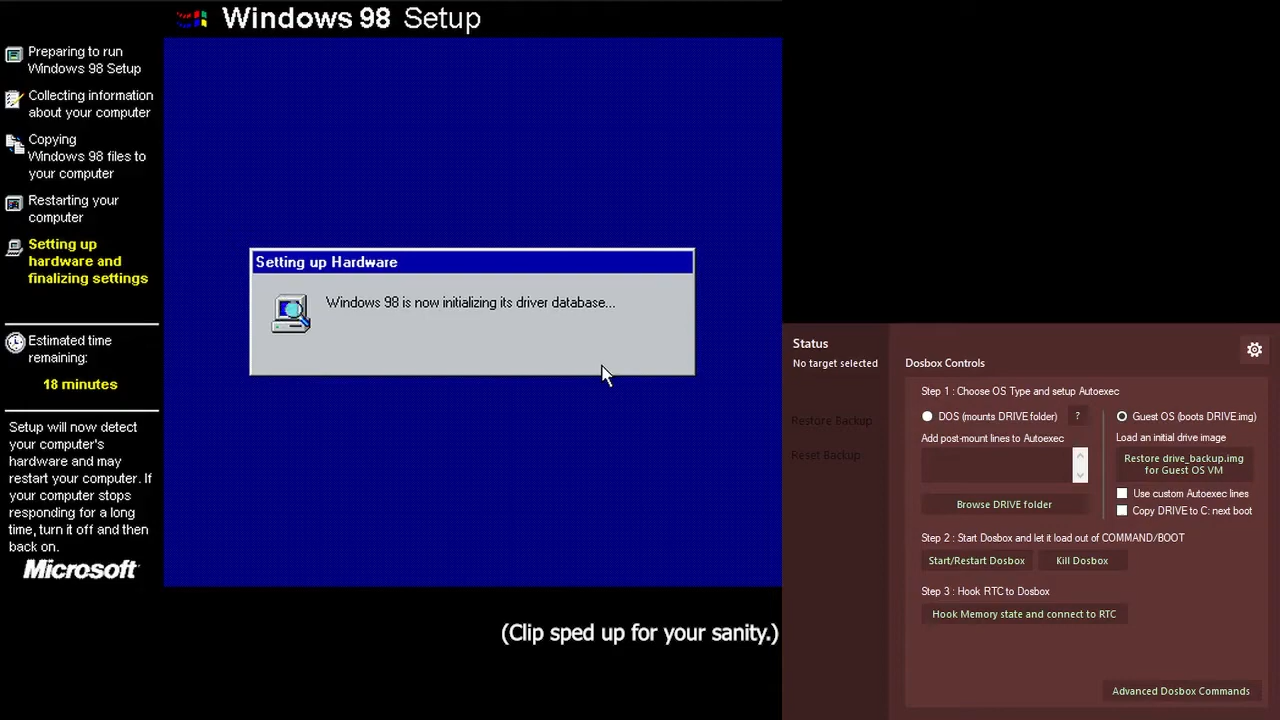 Windows 98 Setup
Preparing to run
Windows 98 Setup
Collecting information
about your computer
Copying
Windows 98 files to
your computer
Restarting your
computer
Setting up
hardware and
finalizing settings
Estimated time
remaining:
18 minutes
Setup will now detect
your computer's
hardware and may
restart your computer. If
your computer stops
responding for a long
time, turn it off and then
back on.
Microsoft
Setting up Hardware
Windows 98 is now initializing its driver database...
(Clip sped up for your sanity.)
Status
No target selected
Restore Backup
Reset Backup
Dosbox Controls
Step 1 : Choose OS Type and setup Autoexec
DOS (mounts DRIVE folder)
?
Add post-mount lines to Autoexec
Browse DRIVE folder
Guest OS (boots DRIVE.img)
Load an initial drive image
Restore drive_backup.img
for Guest OS VM
Use custom Autoexec lines
Copy DRIVE to C: next boot
Step 2 : Start Dosbox and let it load out of COMMAND/BOOT
Start/Restart Dosbox
Kill Dosbox
Step 3 : Hook RTC to Dosbox
Hook Memory state and connect to RTC
Advanced Dosbox Commands